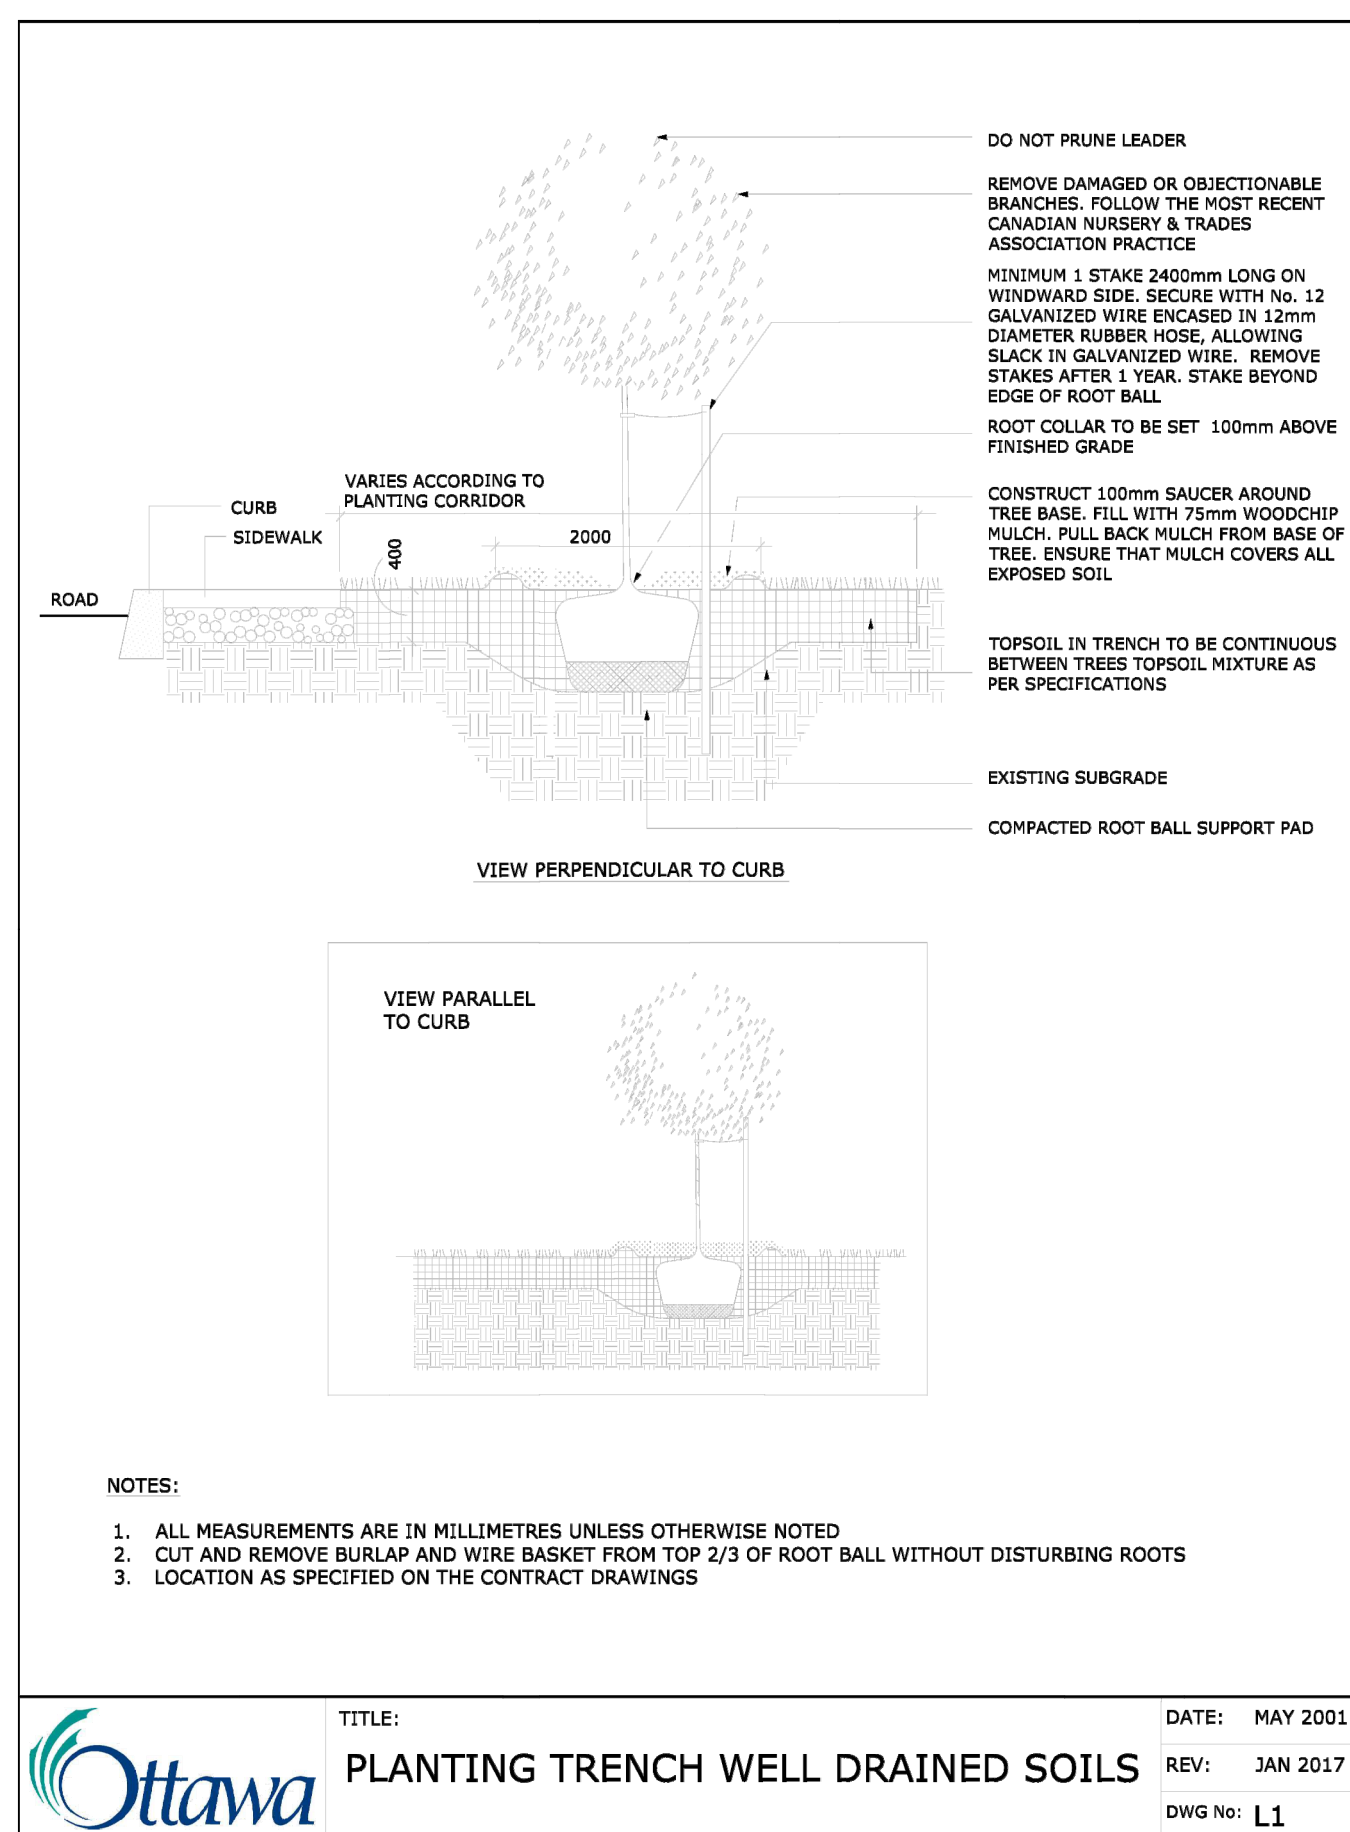 DO NOT PRUNE LEADER
REMOVE DAMAGED OR OBJECTIONABLE
BRANCHES. FOLLOW THE MOST RECENT
CANADIAN NURSERY & TRADES
ASSOCIATION PRACTICE
MINIMUM 1 STAKE 2400mm LONG ON
WINDWARD SIDE. SECURE WITH No. 12
GALVANIZED WIRE ENCASED IN 12mm
DIAMETER RUBBER HOSE, ALLOWING
SLACK IN GALVANIZED WIRE. REMOVE
STAKES AFTER 1 YEAR. STAKE BEYOND
EDGE OF ROOT BALL
ROOT COLLAR TO BE SET 100mm ABOVE
FINISHED GRADE
VARIES ACCORDING TO
PLANTING CORRIDOR
CURB
SIDEWALK
2000
400
ROAD
CONSTRUCT 100mm SAUCER AROUND
TREE BASE. FILL WITH 75mm WOODCHIP
MULCH. PULL BACK MULCH FROM BASE OF
TREE. ENSURE THAT MULCH COVERS ALL
EXPOSED SOIL
TOPSOIL IN TRENCH TO BE CONTINUOUS
BETWEEN TREES TOPSOIL MIXTURE AS
PER SPECIFICATIONS
EXISTING SUBGRADE
COMPACTED ROOT BALL SUPPORT PAD
VIEW PERPENDICULAR TO CURB
VIEW PARALLEL
TO CURB
NOTES:
1. ALL MEASUREMENTS ARE IN MILLIMETRES UNLESS OTHERWISE NOTED
2. CUT AND REMOVE BURLAP AND WIRE BASKET FROM TOP 2/3 OF ROOT BALL WITHOUT DISTURBING ROOTS
3. LOCATION AS SPECIFIED ON THE CONTRACT DRAWINGS
Ottawa
TITLE:
PLANTING TRENCH WELL DRAINED SOILS
DATE: MAY 2001
REV: JAN 2017
DWG No: L1